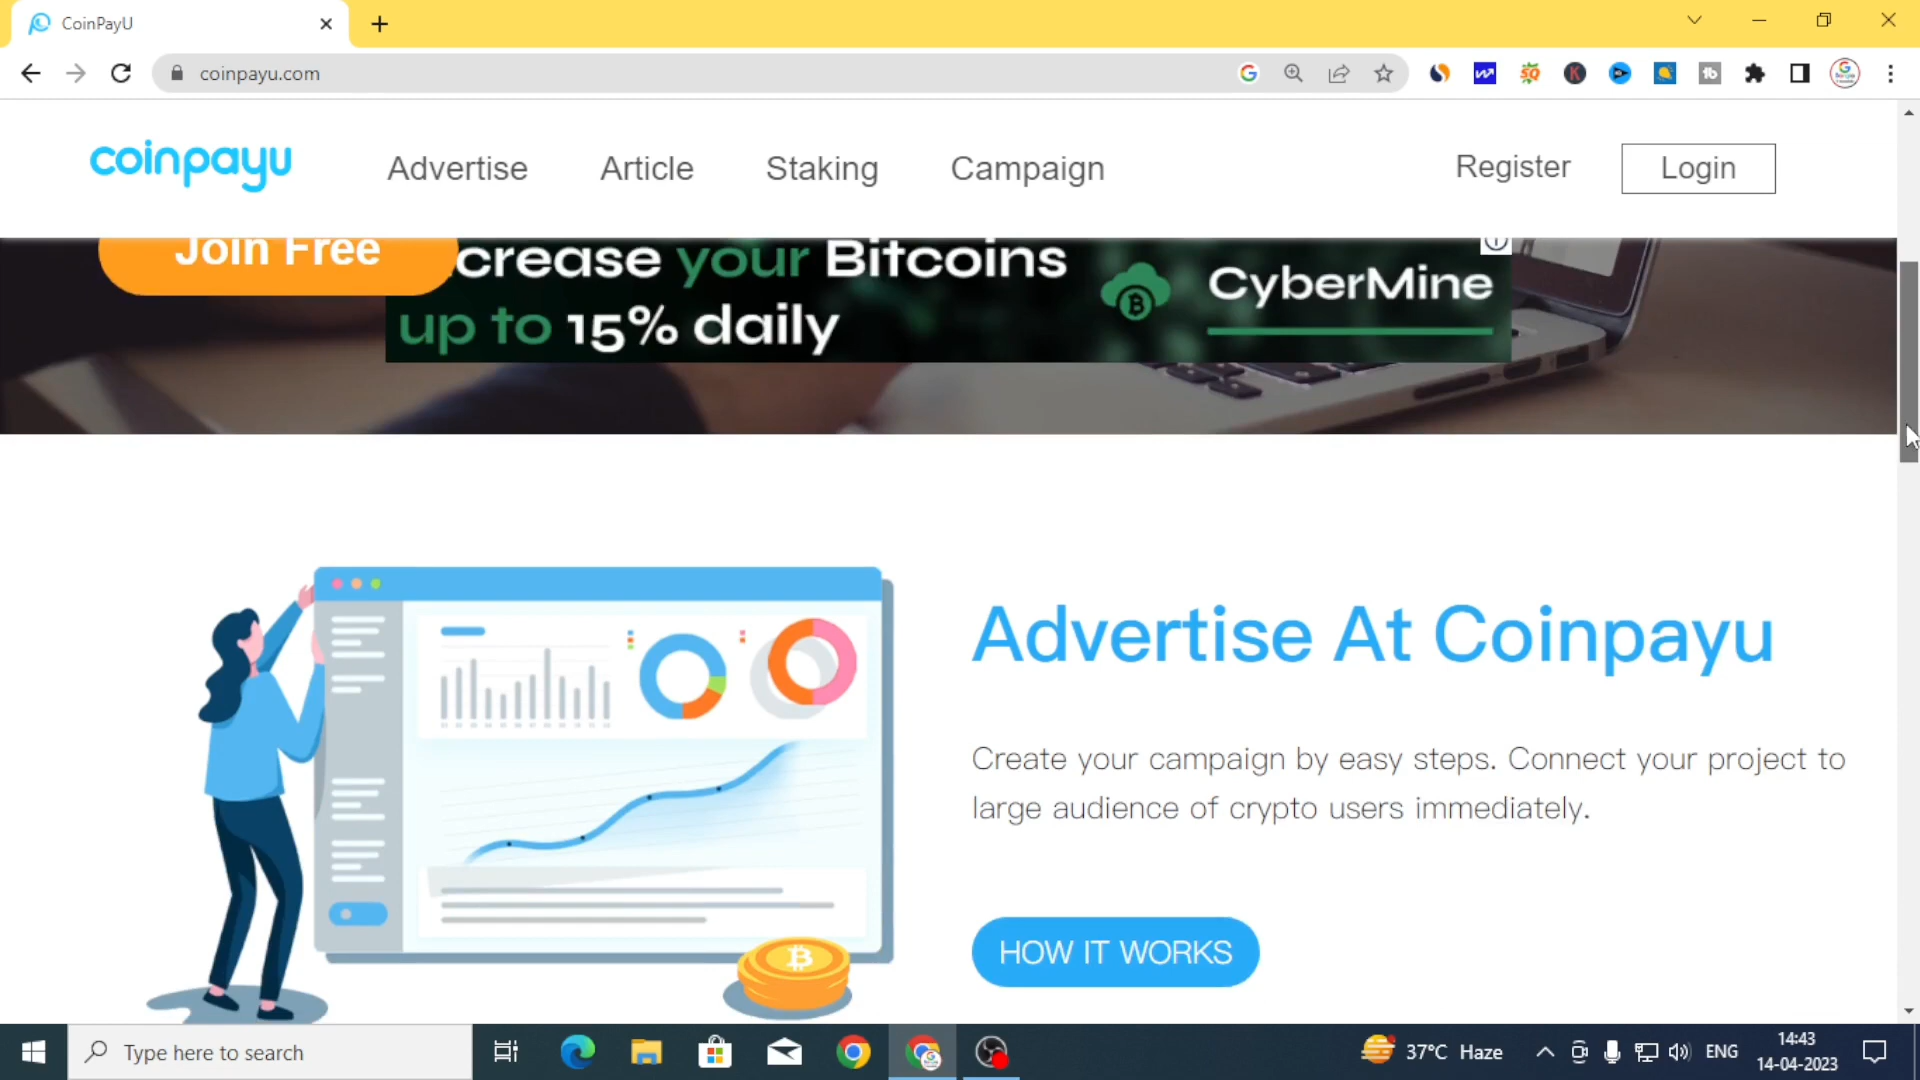 CoinPayU
coinpayu.com
coinpayu
Advertise
Article
Staking
Campaign
Register
Login
Join Free
crease your Bitcoins
up to 15% daily
CyberMine
Advertise At Coinpayu
Create your campaign by easy steps. Connect your project to
large audience of crypto users immediately.
HOW IT WORKS
Type here to search
37°C Haze
ENG
14:43
14-04-2023